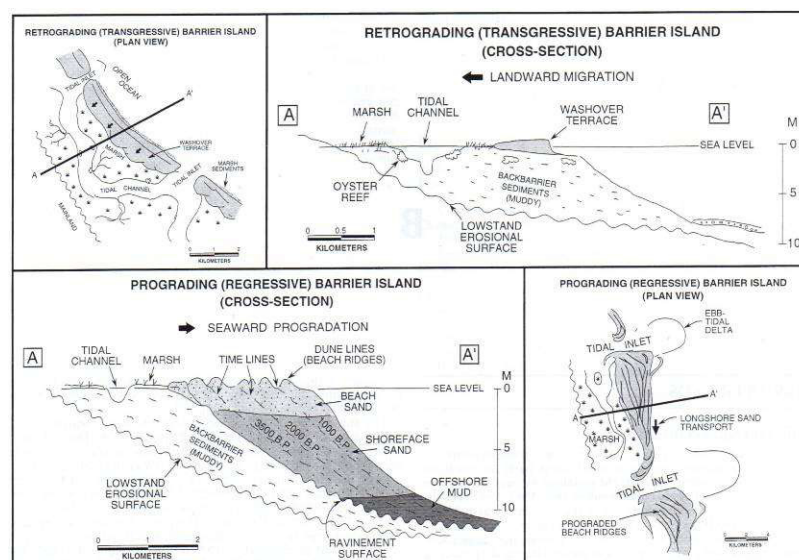 RETROGRADING (TRANSGRESSIVE) BARRIER ISLAND
(PLAN VIEW)
TIDAL INLET
OPEN
OCEAN
A'
WASHOVER
TERRACE
MARSH
TIDAL CHANNEL
TIDAL INLET
MARSH
SEDIMENTS
A
MAINLAND
0 1 2
KILOMETERS
RETROGRADING (TRANSGRESSIVE) BARRIER ISLAND
(CROSS-SECTION)
LANDWARD MIGRATION
A
A'
M
MARSH
TIDAL
CHANNEL
WASHOVER
TERRACE
SEA LEVEL
0
OYSTER
REEF
BACKBARRIER
SEDIMENTS
(MUDDY)
5
LOWSTAND
EROSIONAL
SURFACE
10
0 0.5 1
KILOMETERS
PROGRADING (REGRESSIVE) BARRIER ISLAND
(CROSS-SECTION)
SEAWARD PROGRADATION
A
A'
M
TIDAL
CHANNEL
MARSH
TIME LINES
DUNE LINES
(BEACH RIDGES)
SEA LEVEL
0
BEACH
SAND
3500 B.P.
2000 B.P.
1000 B.P.
SHOREFACE
SAND
5
BACKBARRIER
SEDIMENTS
(MUDDY)
LOWSTAND
EROSIONAL
SURFACE
OFFSHORE
MUD
10
RAVINEMENT
SURFACE
0 1 2
KILOMETERS
PROGRADING (REGRESSIVE) BARRIER ISLAND
(PLAN VIEW)
EBB-
TIDAL
DELTA
TIDAL INLET
A'
A
MARSH
LONGSHORE SAND
TRANSPORT
TIDAL INLET
PROGRADED
BEACH RIDGES
KILOMETERS